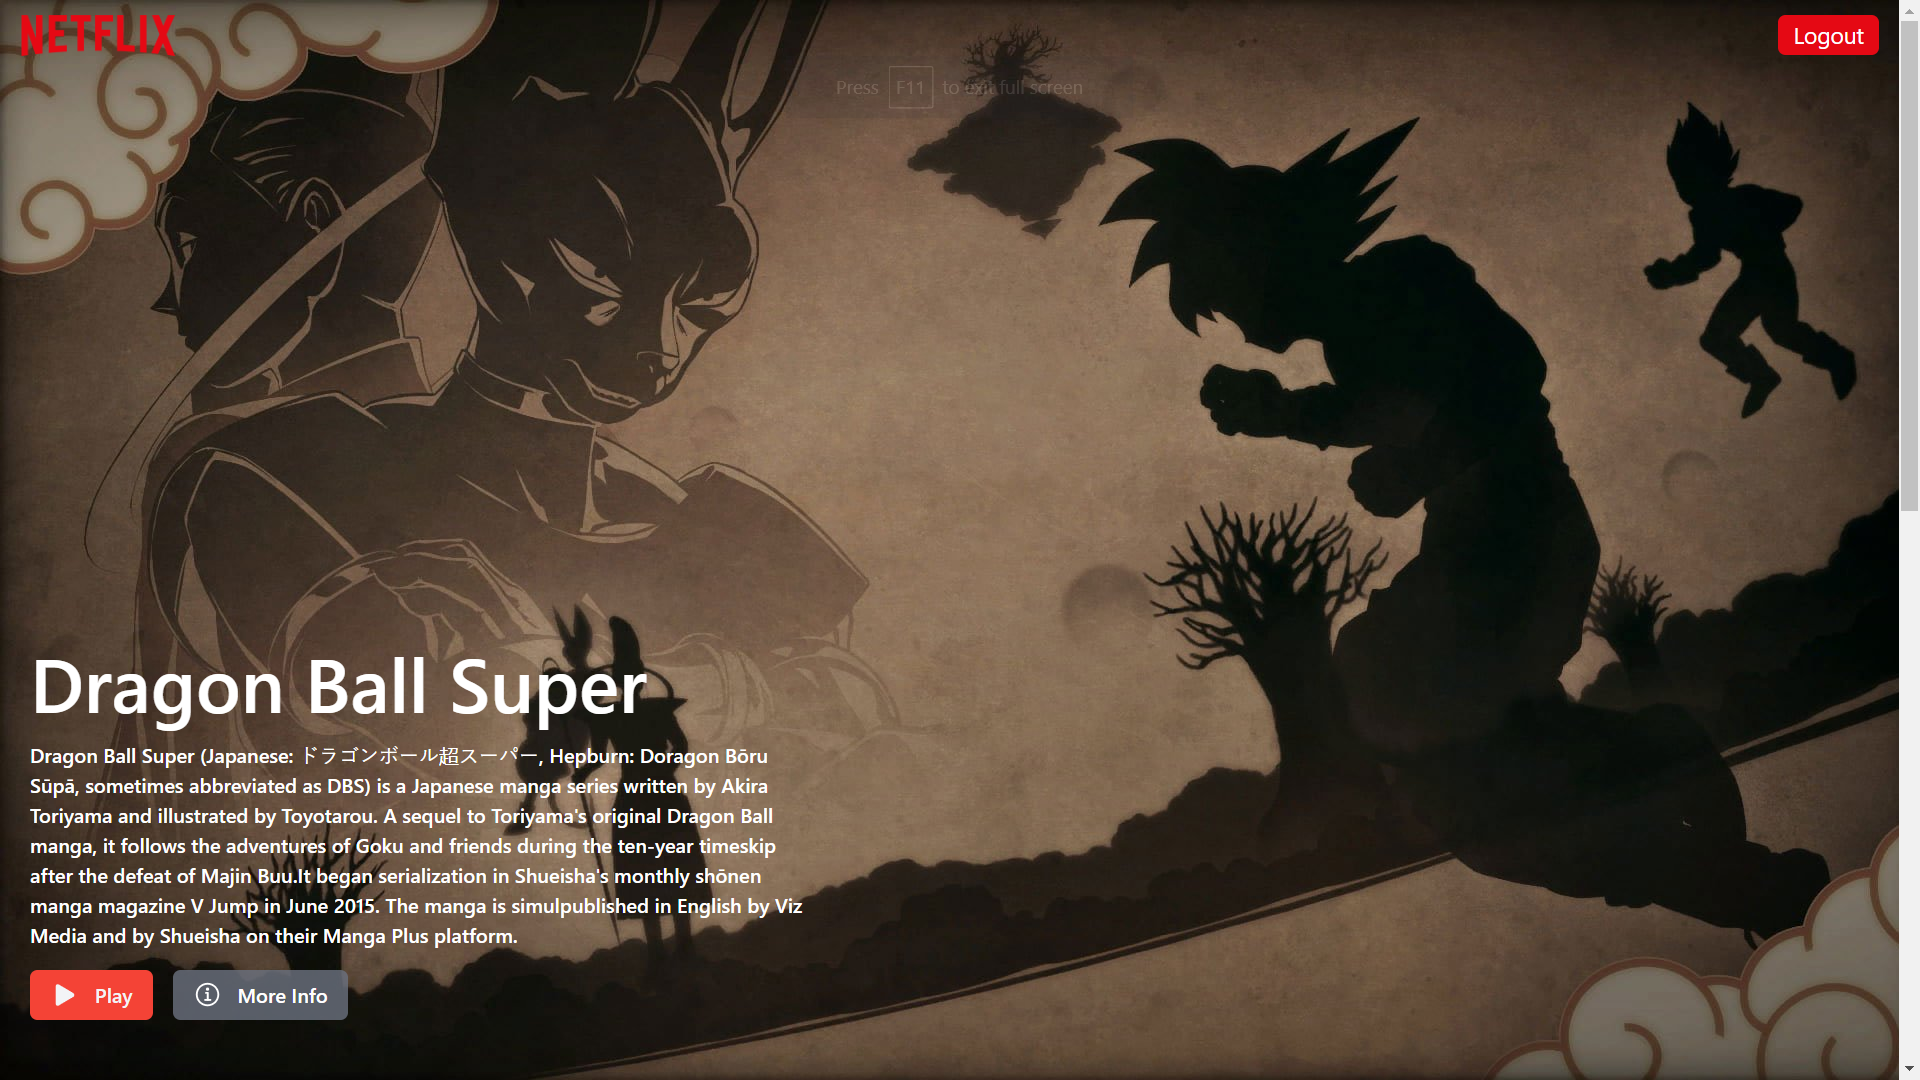 NETFLIX
Logout
Press F11 to exit full screen
Dragon Ball Super
Dragon Ball Super (Japanese: ドラゴンボール超スーパー, Hepburn: Doragon Bōru
Sūpā, sometimes abbreviated as DBS) is a Japanese manga series written by Akira
Toriyama and illustrated by Toyotarou. A sequel to Toriyama's original Dragon Ball
manga, it follows the adventures of Goku and friends during the ten-year timeskip
after the defeat of Majin Buu.It began serialization in Shueisha's monthly shōnen
manga magazine V Jump in June 2015. The manga is simulpublished in English by Viz
Media and by Shueisha on their Manga Plus platform.
Play
More Info